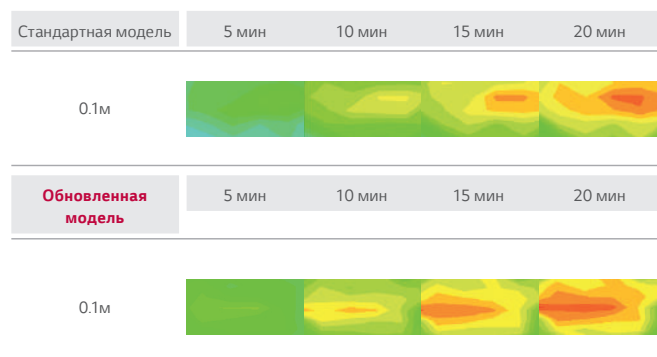 Стандартная модель 5 мин 10 мин 15 мин 20 мин
0.1м
Обновленная 5 мин 10 мин 15 мин 20 мин
модель
0.1м